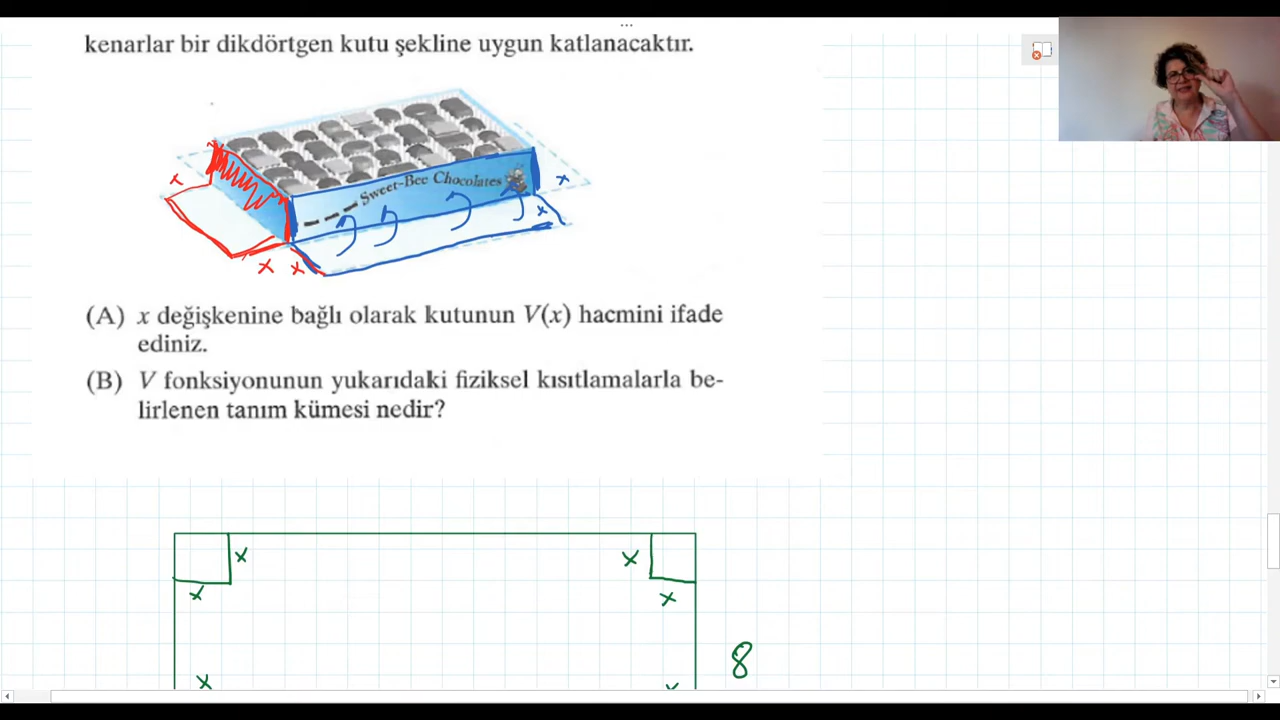 kenarlar bir dikdörtgen kutu şekline uygun katlanacaktır.
Sweet-Bee Chocolates
x
x
x
x
x
(A) x değişkenine bağlı olarak kutunun V(x) hacmini ifade
ediniz.
(B) V fonksiyonunun yukarıdaki fiziksel kısıtlamalarla be-
lirlenen tanım kümesi nedir?
x
x
x
x
8
x
x